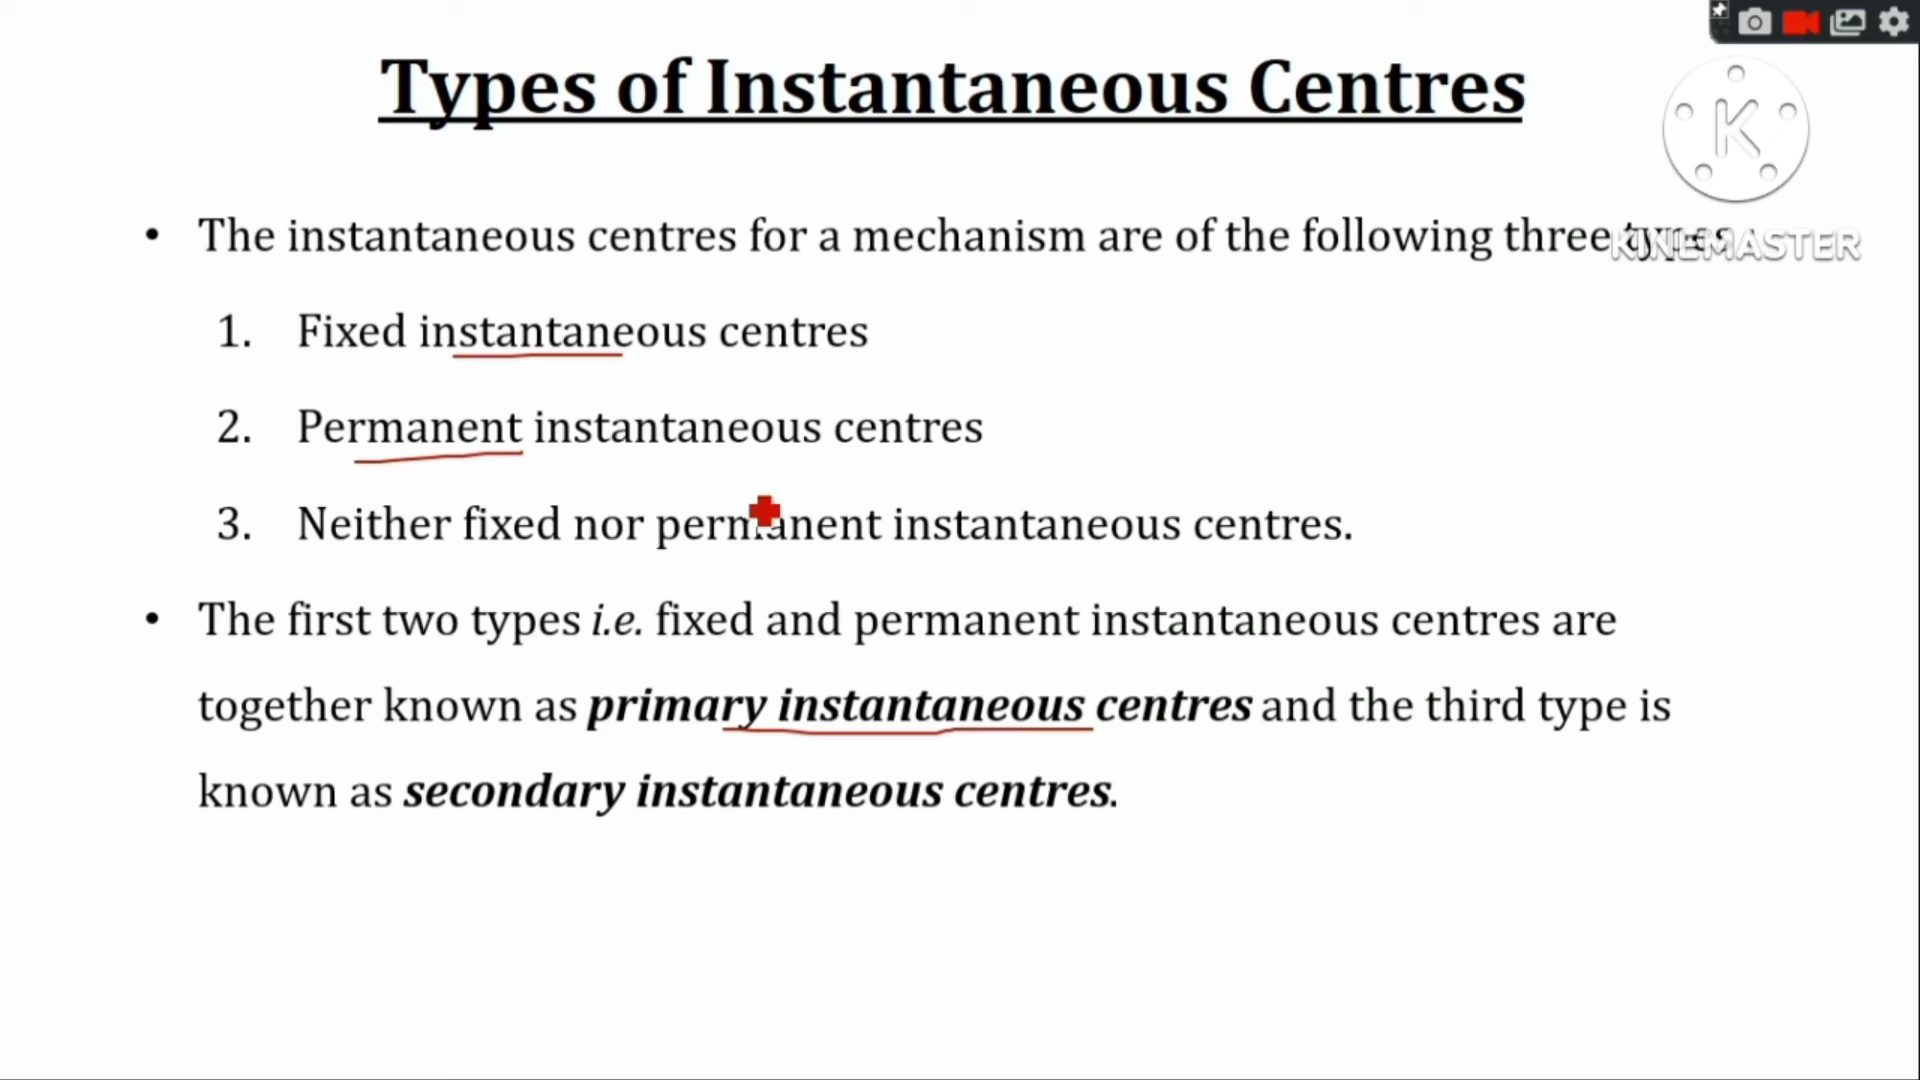 Types of Instantaneous Centres
K
• The instantaneous centres for a mechanism are of the following three types
KINEMASTER
1. Fixed instantaneous centres
2. Permanent instantaneous centres
3. Neither fixed nor permanent instantaneous centres.
• The first two types i.e. fixed and permanent instantaneous centres are
together known as primary instantaneous centres and the third type is
known as secondary instantaneous centres.